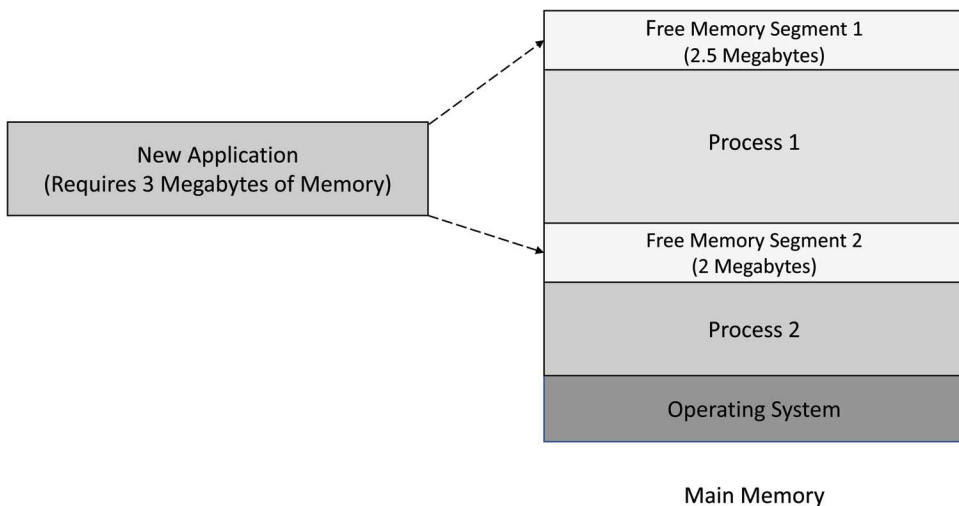 Free Memory Segment 1
(2.5 Megabytes)
Process 1
New Application
(Requires 3 Megabytes of Memory)
Free Memory Segment 2
(2 Megabytes)
Process 2
Operating System
Main Memory